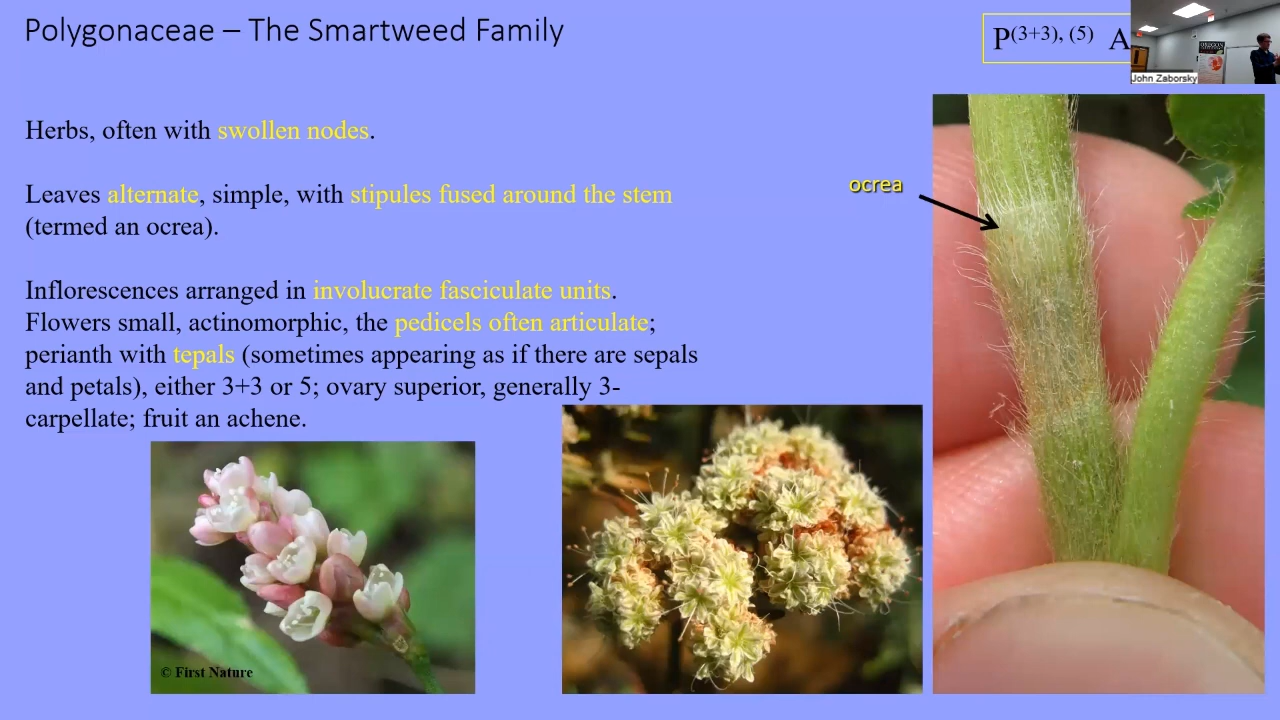 Polygonaceae – The Smartweed Family
P(3+3), (5) A
John Zaborsky
Herbs, often with swollen nodes.
ocrea
Leaves alternate, simple, with stipules fused around the stem
(termed an ocrea).
Inflorescences arranged in involucrate fasciculate units.
Flowers small, actinomorphic, the pedicels often articulate;
perianth with tepals (sometimes appearing as if there are sepals
and petals), either 3+3 or 5; ovary superior, generally 3-
carpellate; fruit an achene.
© First Nature